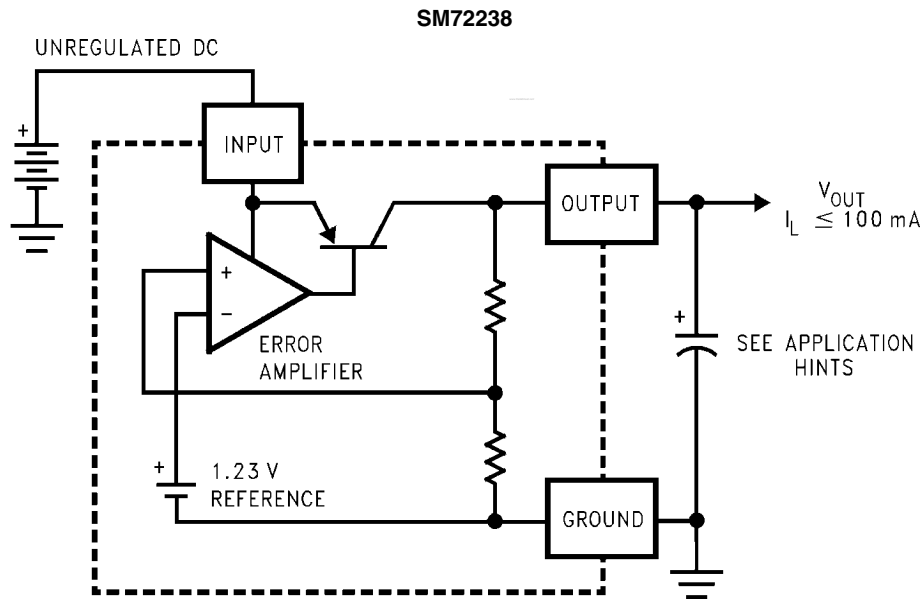 SM72238
UNREGULATED DC
+
INPUT
OUTPUT
V_OUT
I_L ≤ 100 mA
+
−
ERROR
AMPLIFIER
+
SEE APPLICATION
HINTS
+
1.23 V
REFERENCE
GROUND